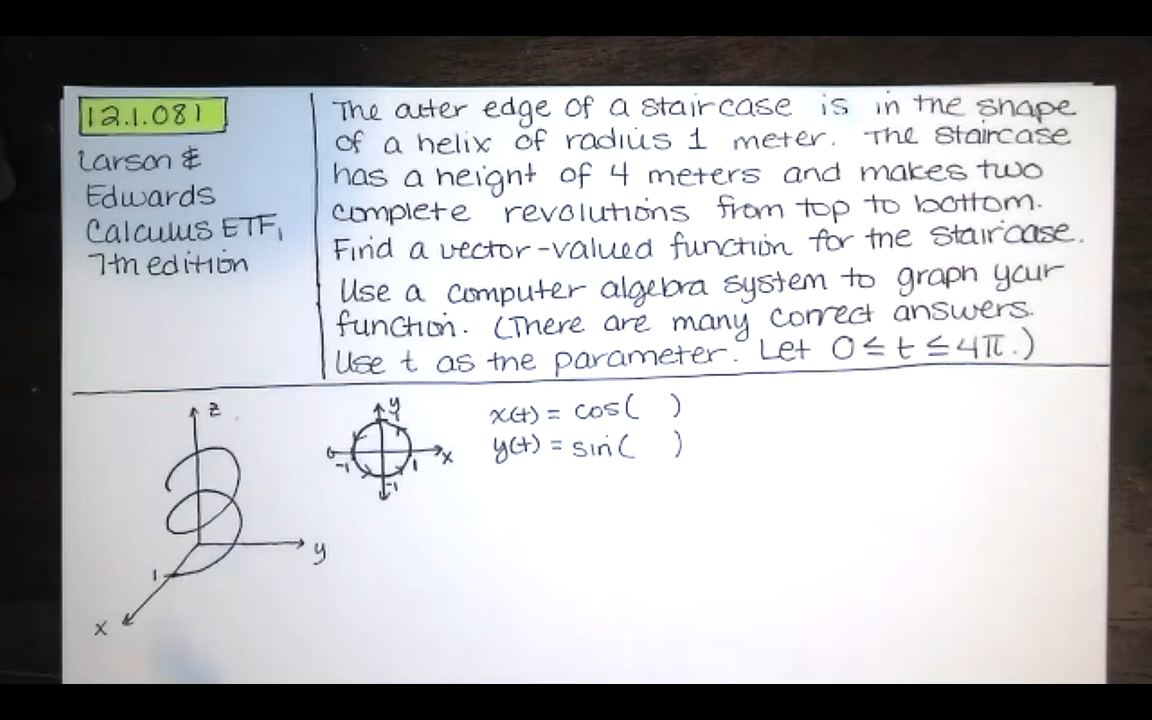 12.1.081
Larson &
Edwards
Calculus ETF,
7th edition
The outer edge of a staircase is in the shape
of a helix of radius 1 meter. The staircase
has a height of 4 meters and makes two
complete revolutions from top to bottom.
Find a vector-valued function for the staircase.
Use a computer algebra system to graph your
function. (There are many correct answers.
Use t as the parameter. Let 0 ≤ t ≤ 4π.)
z
y
x
1
y
x
1
-1
-1
x(t) = cos( )
y(t) = sin( )